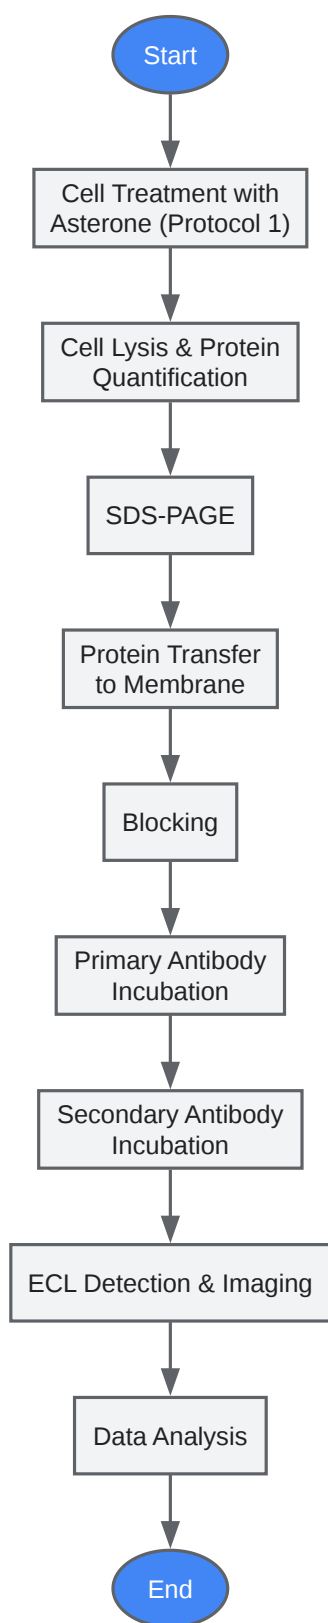 Start
Cell Treatment with
Asterone (Protocol 1)
Cell Lysis & Protein
Quantification
SDS-PAGE
Protein Transfer
to Membrane
Blocking
Primary Antibody
Incubation
Secondary Antibody
Incubation
ECL Detection & Imaging
Data Analysis
End